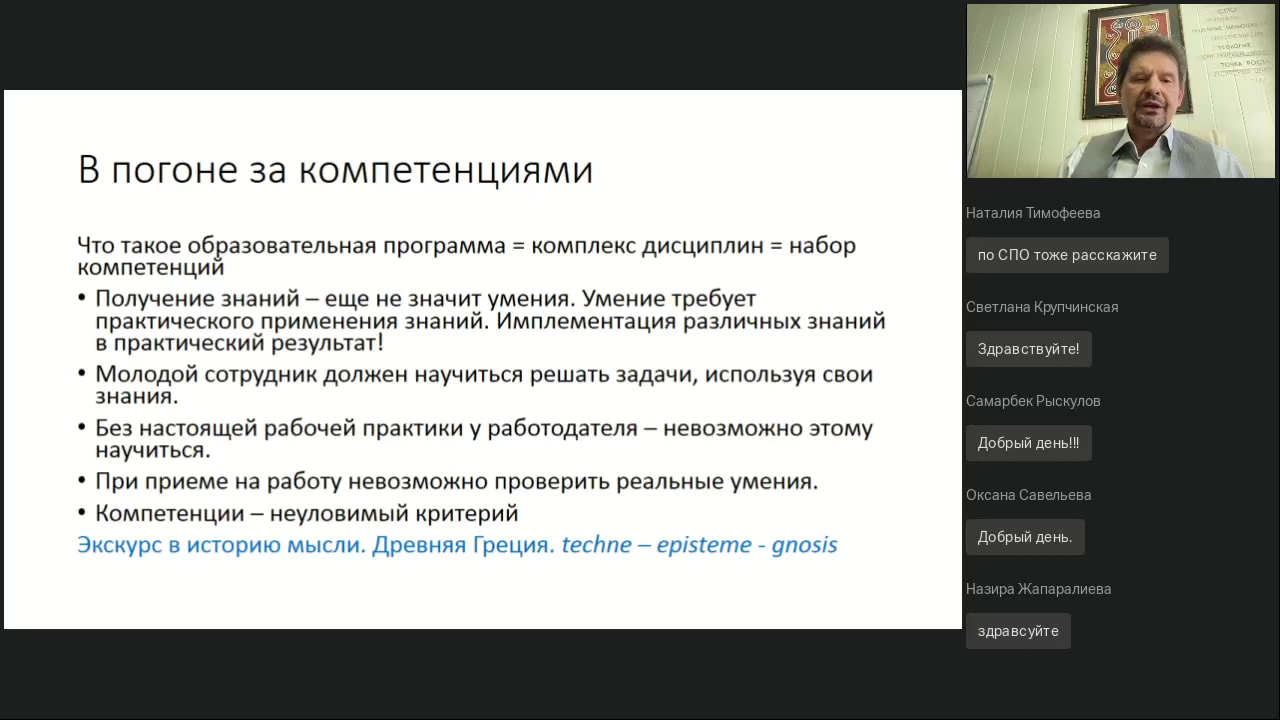 В погоне за компетенциями
Что такое образовательная программа = комплекс дисциплин = набор
компетенций
• Получение знаний – еще не значит умения. Умение требует
практического применения знаний. Имплементация различных знаний
в практический результат!
• Молодой сотрудник должен научиться решать задачи, используя свои
знания.
• Без настоящей рабочей практики у работодателя – невозможно этому
научиться.
• При приеме на работу невозможно проверить реальные умения.
• Компетенции – неуловимый критерий
Экскурс в историю мысли. Древняя Греция. techne – episteme - gnosis
СПО
ТЕОЛОГИЯ
ТОЧКА РОСТА
Наталия Тимофеева
по СПО тоже расскажите
Светлана Крупчинская
Здравствуйте!
Самарбек Рыскулов
Добрый день!!!
Оксана Савельева
Добрый день.
Назира Жапаралиева
здравсуйте